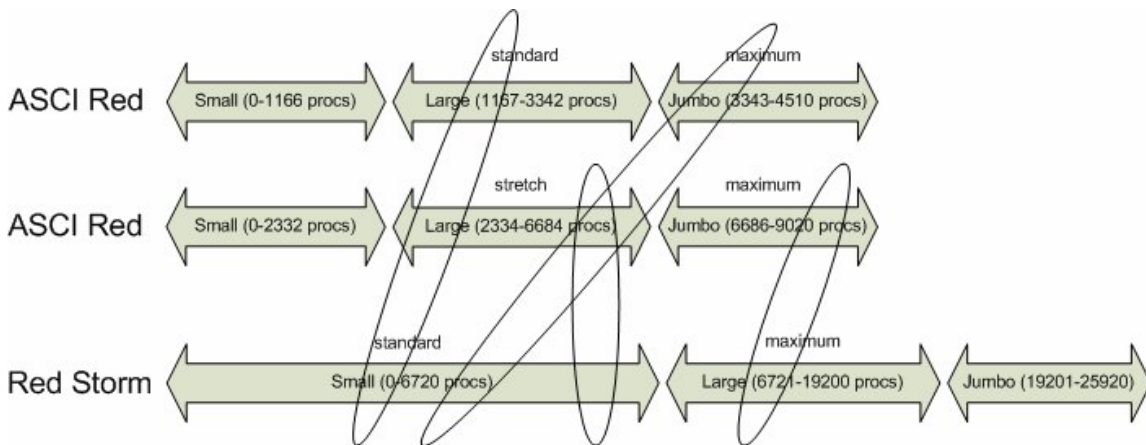 standard maximum
ASCI Red Small (0-1166 procs) Large (1167-3342 procs) Jumbo (3343-4510 procs)
stretch maximum
ASCI Red Small (0-2332 procs) Large (2334-6684 procs) Jumbo (6686-9020 procs)
standard maximum
Red Storm Small (0-6720 procs) Large (6721-19200 procs) Jumbo (19201-25920)